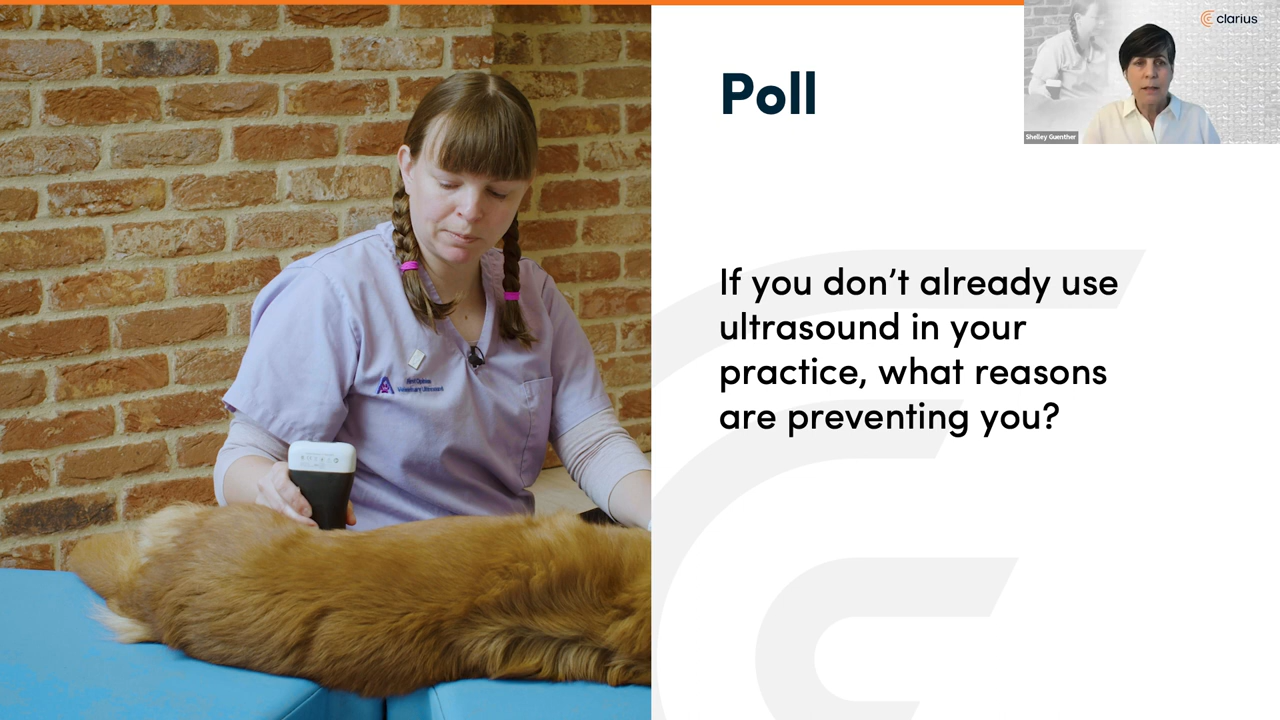 Poll
clarius
Shelley Guenther
If you don't already use
ultrasound in your
practice, what reasons
are preventing you?